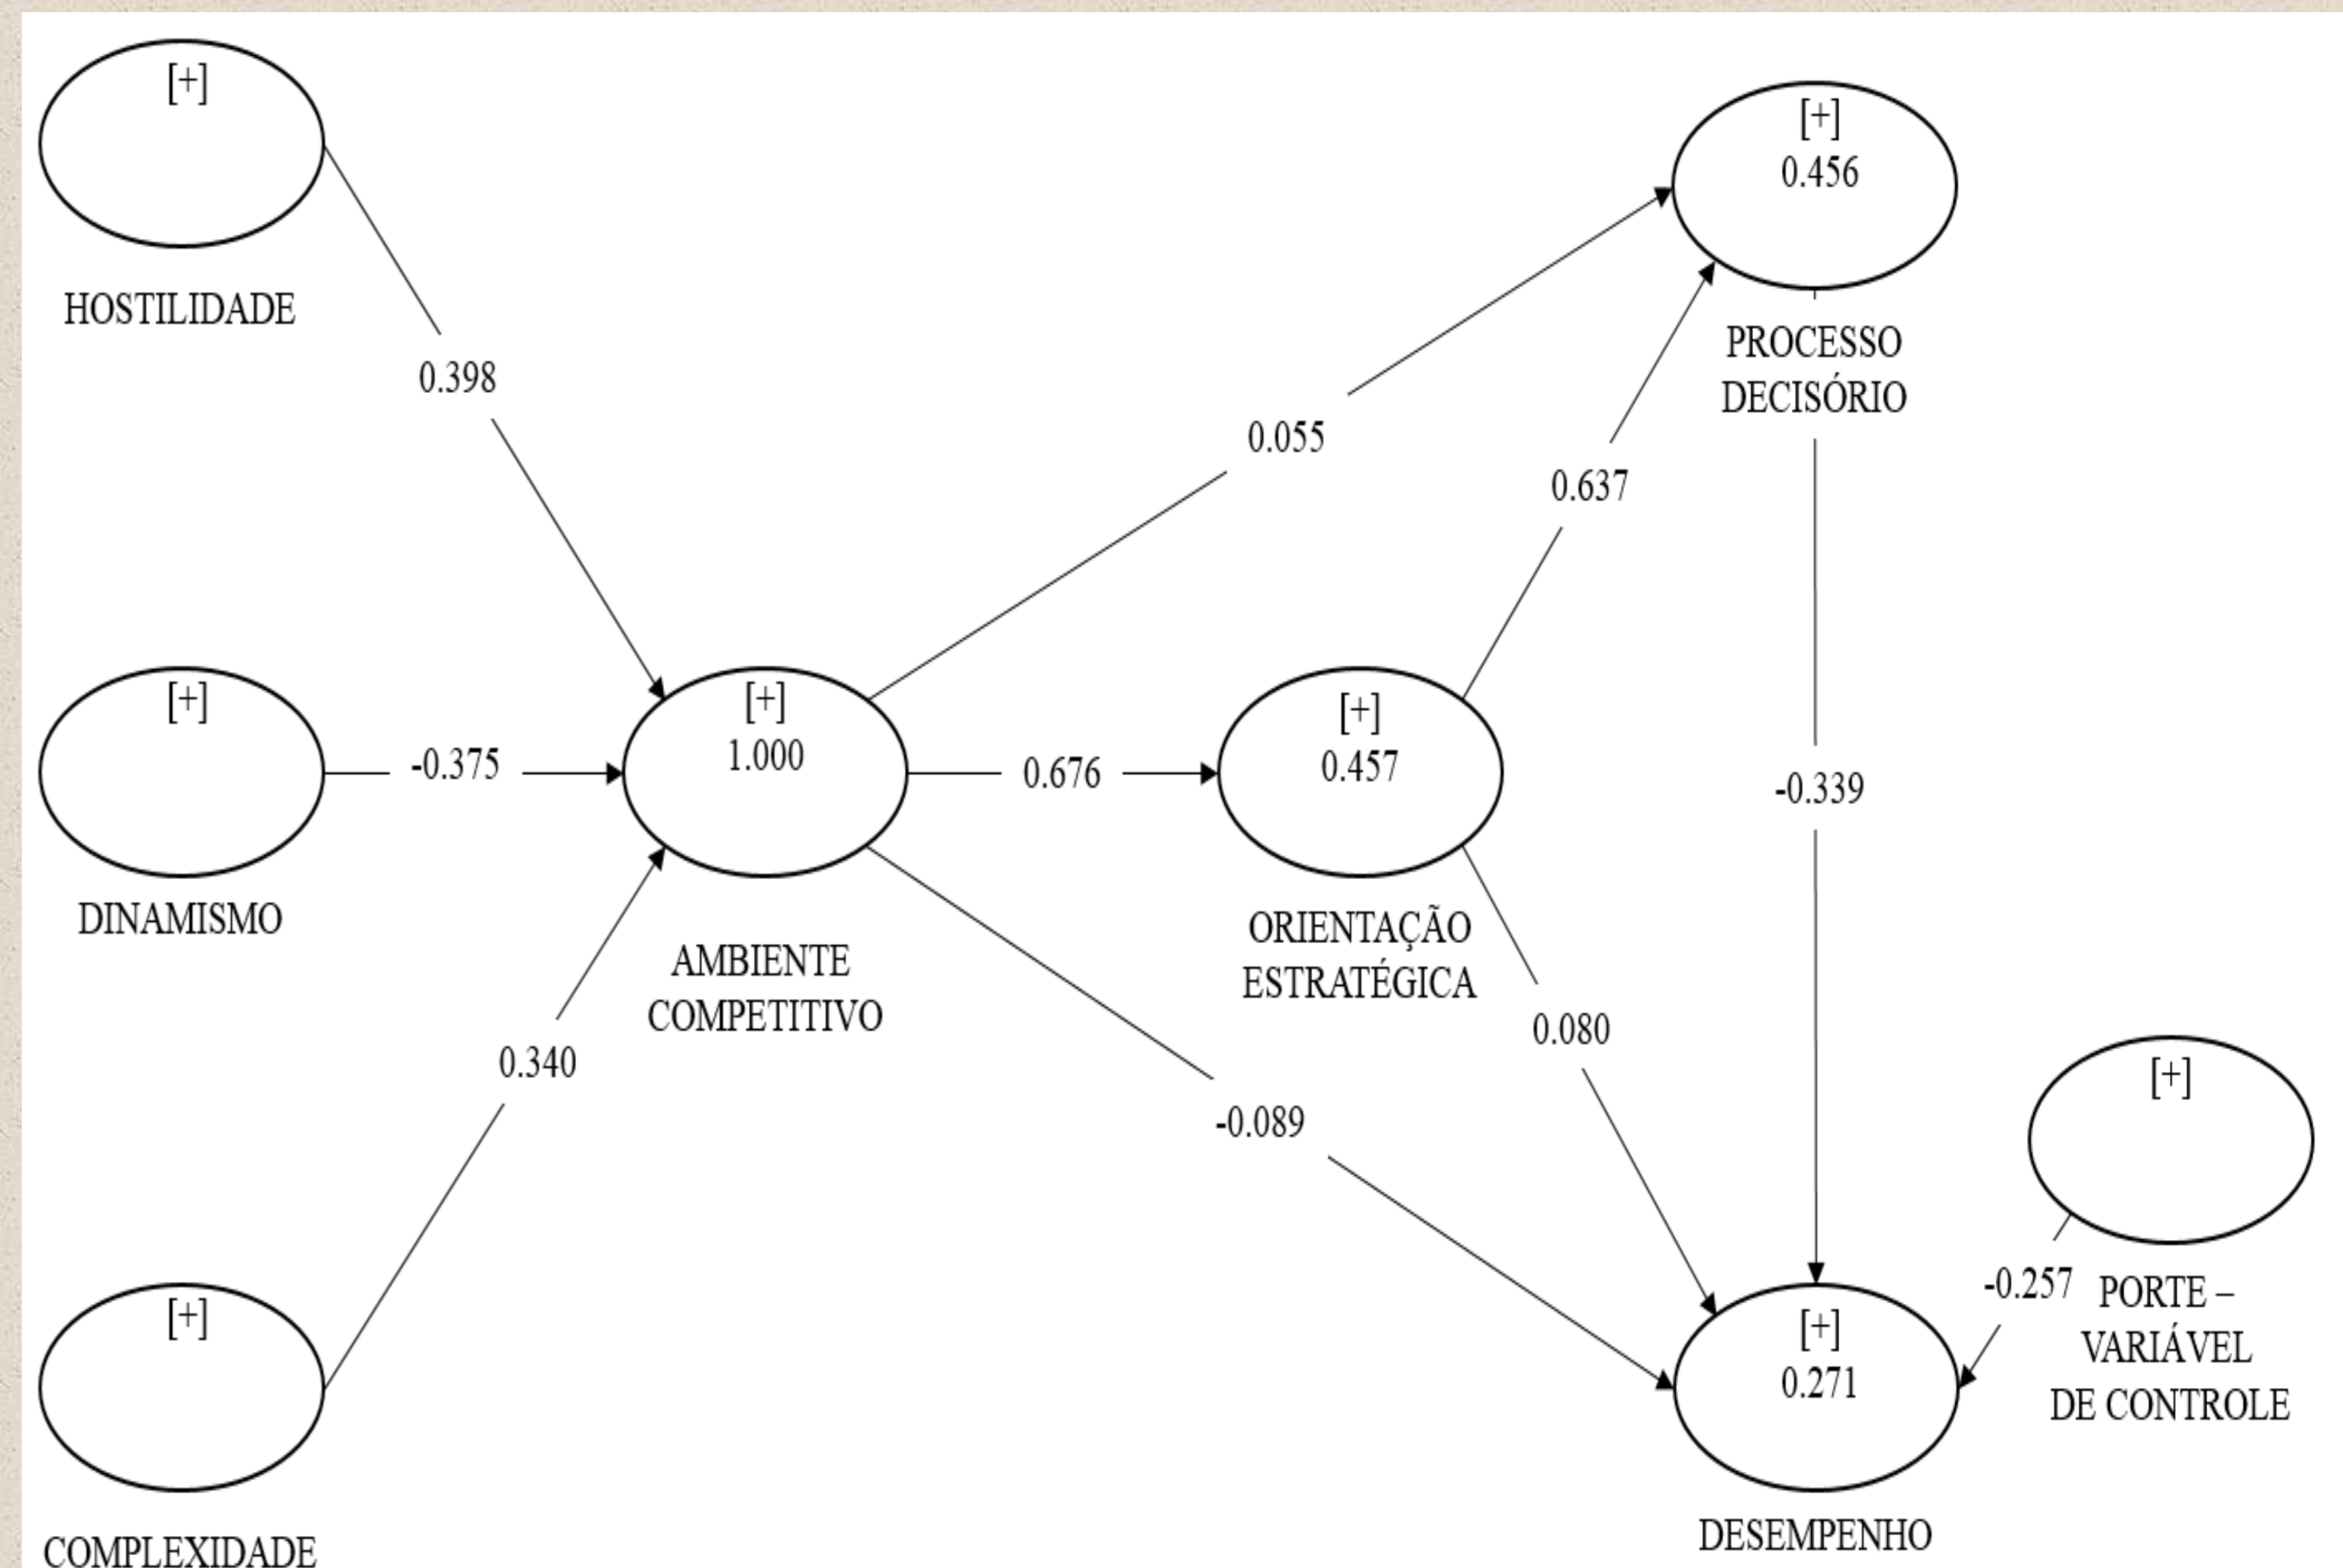 [+]
HOSTILIDADE
0.398
[+]
0.456
PROCESSO
DECISÓRIO
0.055
0.637
[+]
DINAMISMO
-0.375
[+]
1.000
AMBIENTE
COMPETITIVO
0.676
[+]
0.457
ORIENTAÇÃO
ESTRATÉGICA
-0.339
0.340
0.080
-0.089
[+]
PORTE –
VARIÁVEL
DE CONTROLE
-0.257
[+]
COMPLEXIDADE
[+]
0.271
DESEMPENHO